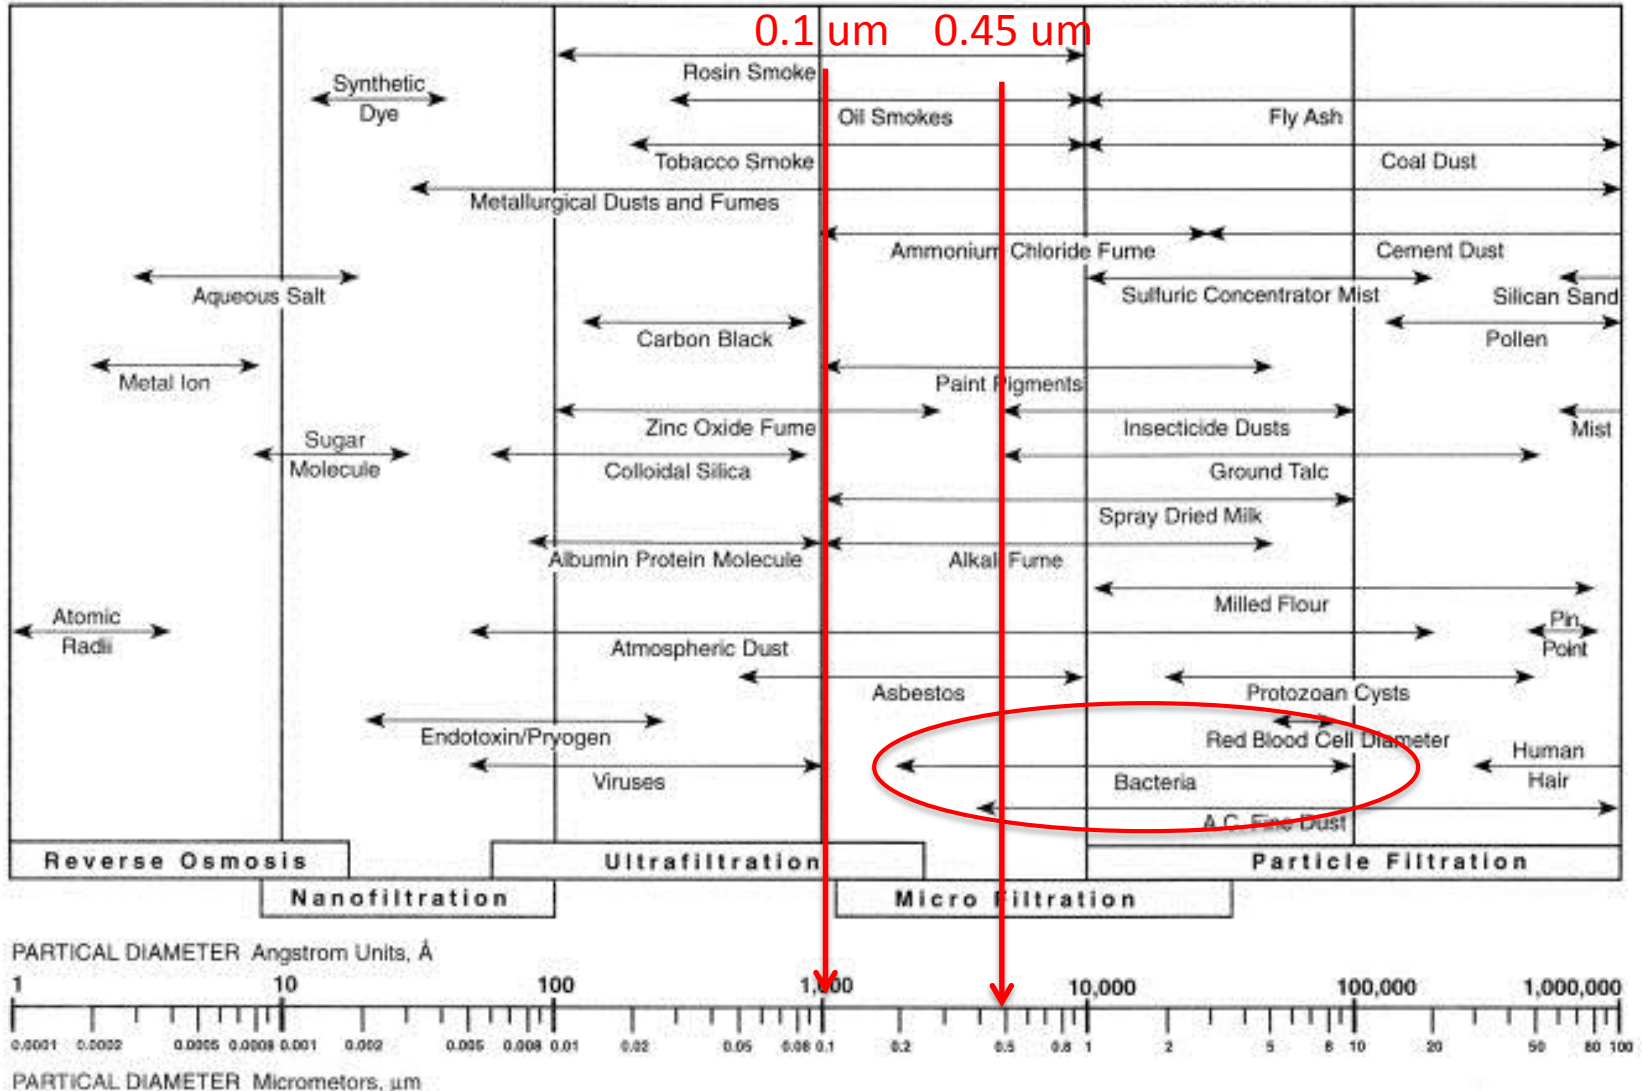 0.1 um 0.45 um
Rosin Smoke
Synthetic
Dye
Oil Smokes
Fly Ash
Tobacco Smoke
Coal Dust
Metallurgical Dusts and Fumes
Ammonium Chloride Fume
Cement Dust
Aqueous Salt
Sulfuric Concentrator Mist
Silican Sand
Carbon Black
Pollen
Metal Ion
Paint Pigments
Zinc Oxide Fume
Insecticide Dusts
Mist
Sugar
Molecule
Colloidal Silica
Ground Talc
Spray Dried Milk
Albumin Protein Molecule
Alkali Fume
Milled Flour
Atomic
Radii
Pin
Point
Atmospheric Dust
Asbestos
Protozoan Cysts
Endotoxin/Pryogen
Red Blood Cell Diameter
Human
Hair
Viruses
Bacteria
A.C. Fine Dust
Reverse Osmosis
Ultrafiltration
Particle Filtration
Nanofiltration
Micro Filtration
PARTICAL DIAMETER Angstrom Units, Å
1 10 100 1,000 10,000 100,000 1,000,000
0.0001 0.0002 0.0005 0.0008 0.001 0.002 0.005 0.008 0.01 0.02 0.05 0.08 0.1 0.2 0.5 0.8 1 2 5 8 10 20 50 80 100
PARTICAL DIAMETER Micrometors, µm